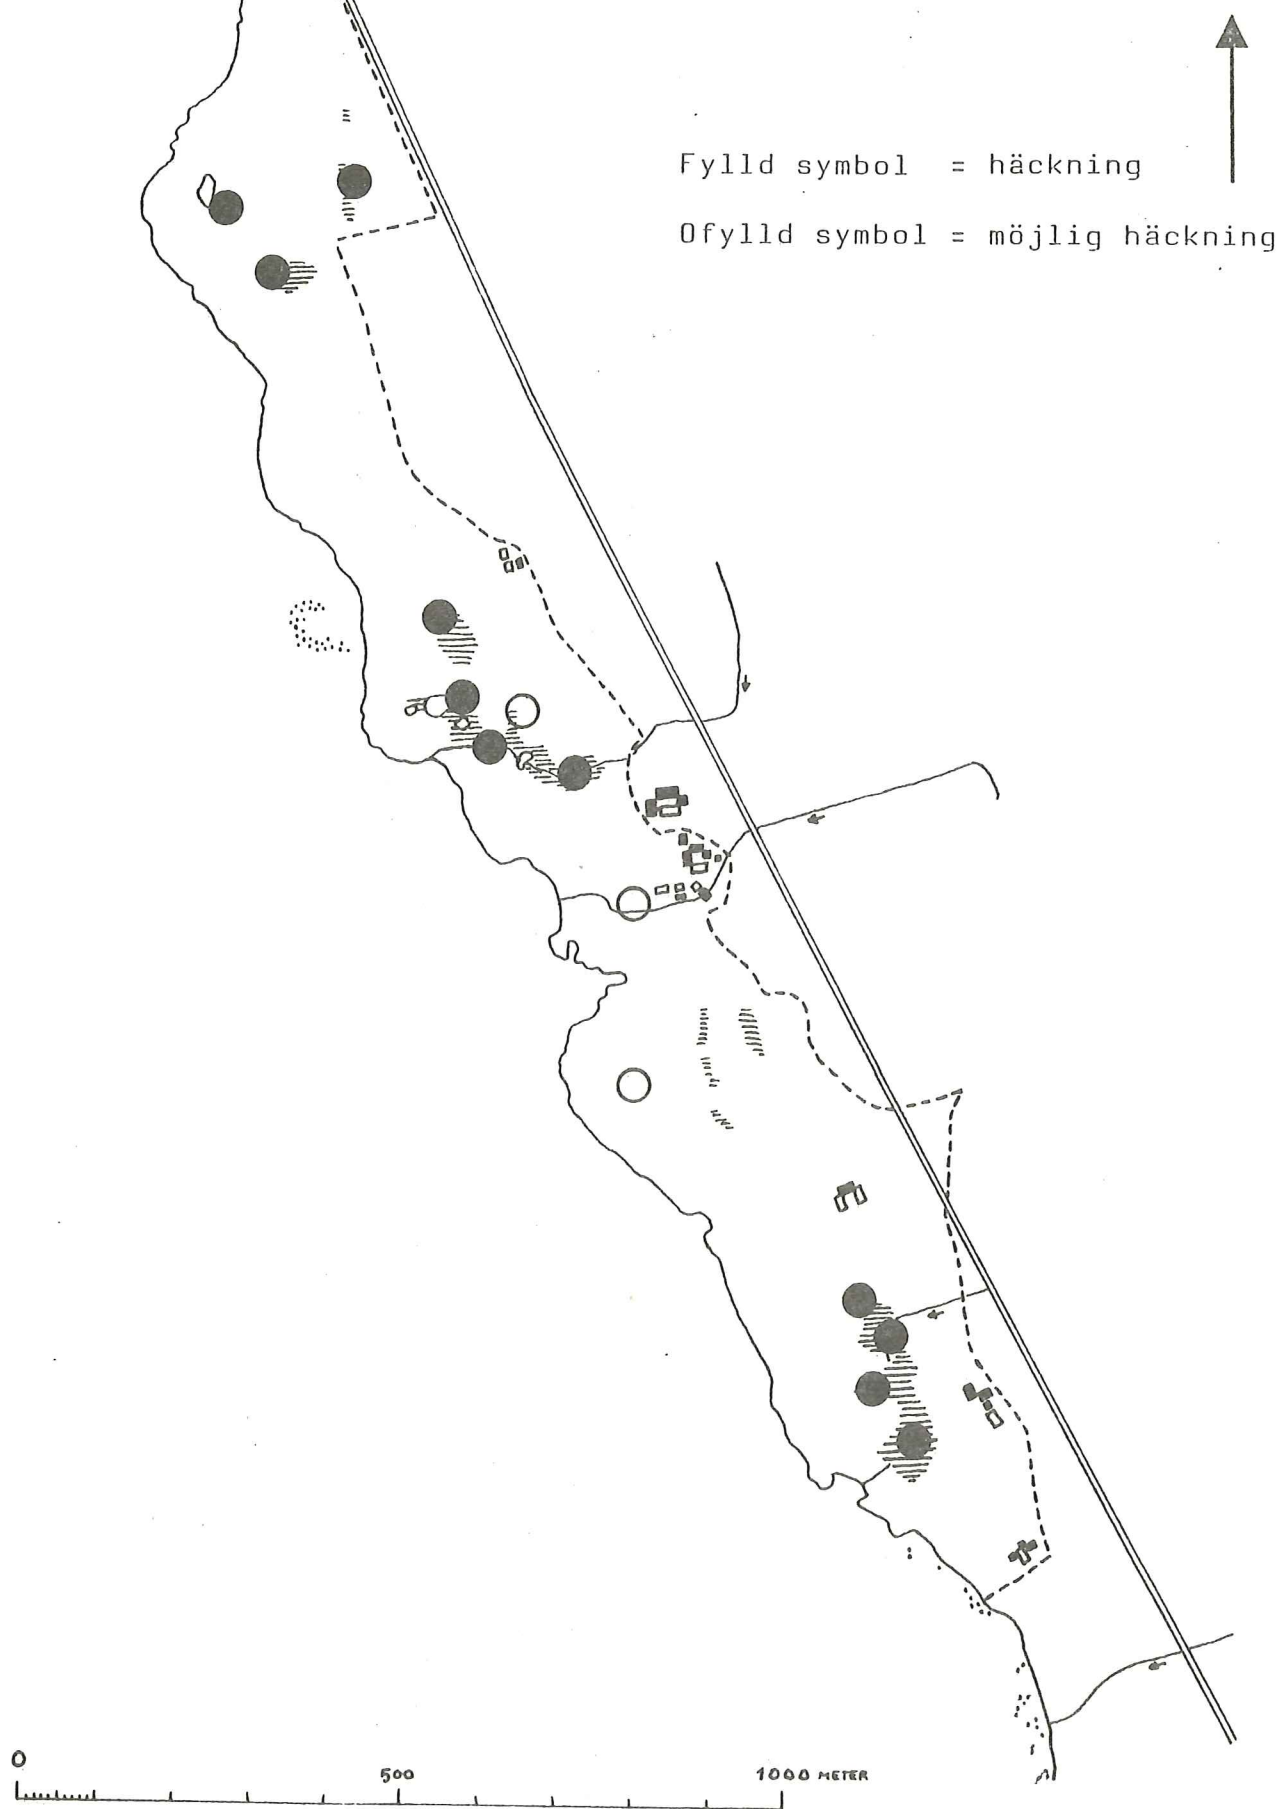 Fylld symbol = häckning
Ofylld symbol = möjlig häckning
0 500 1000 METER